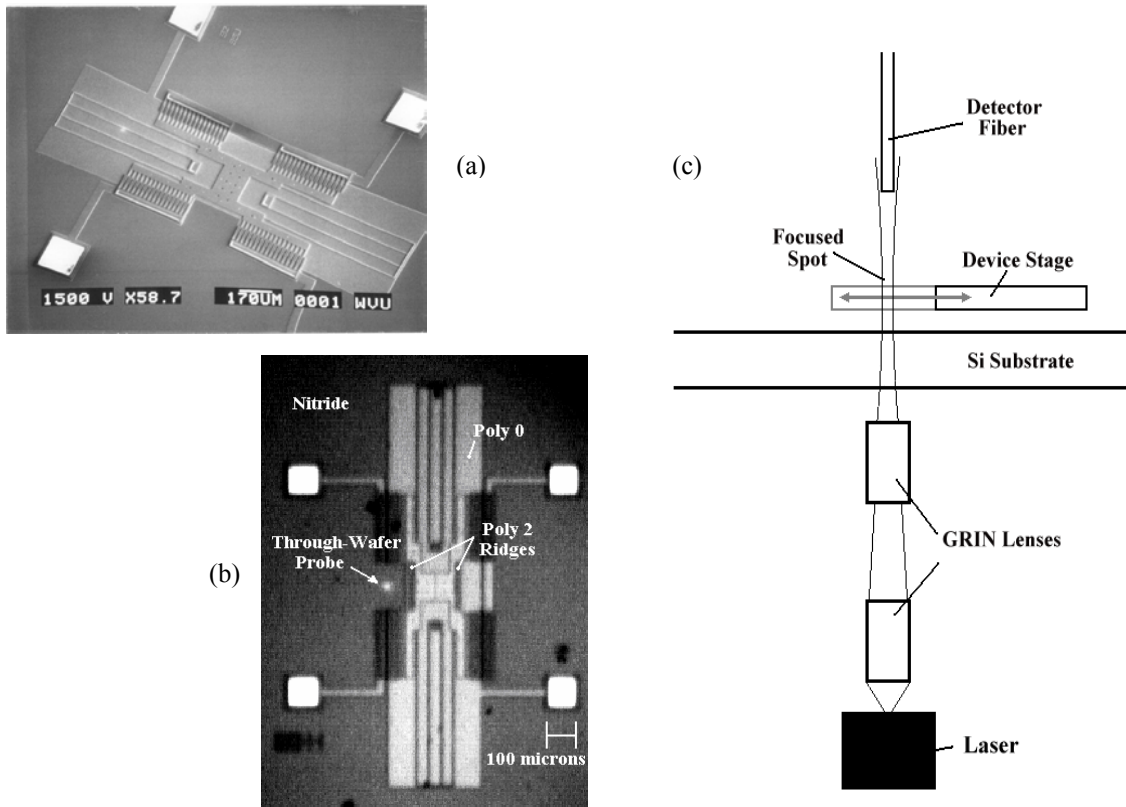 1500 V X58.7 170UM 0001 WVU
(a)
Nitride
Poly 0
Poly 2
Ridges
Through-Wafer
Probe
(b)
100 microns
(c)
Detector
Fiber
Focused
Spot
Device Stage
Si Substrate
GRIN Lenses
Laser